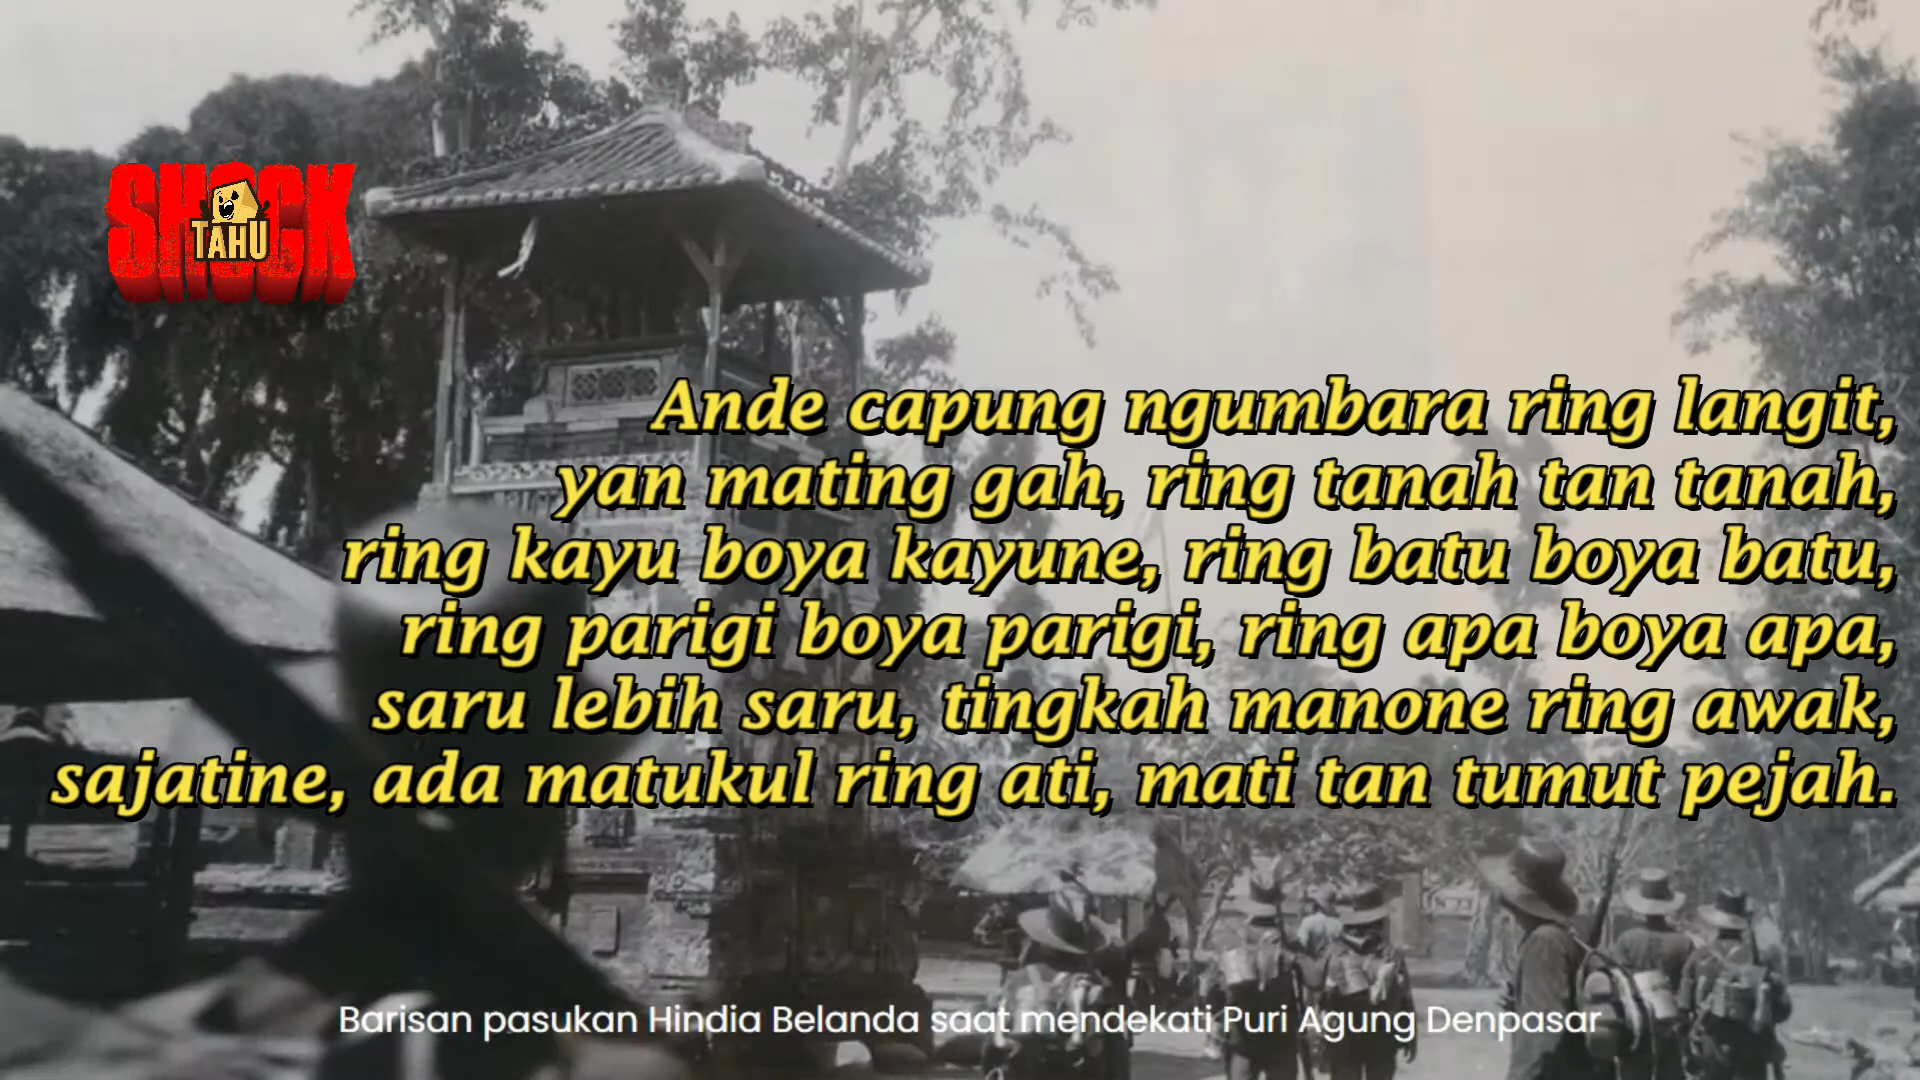 SHOCK
TAHU
Ande capung ngumbara ring langit,
yan mating gah, ring tanah tan tanah,
ring kayu boya kayune, ring batu boya batu,
ring parigi boya parigi, ring apa boya apa,
saru lebih saru, tingkah manone ring awak,
sajatine, ada matukul ring ati, mati tan tumut pejah.
Barisan pasukan Hindia Belanda saat mendekati Puri Agung Denpasar